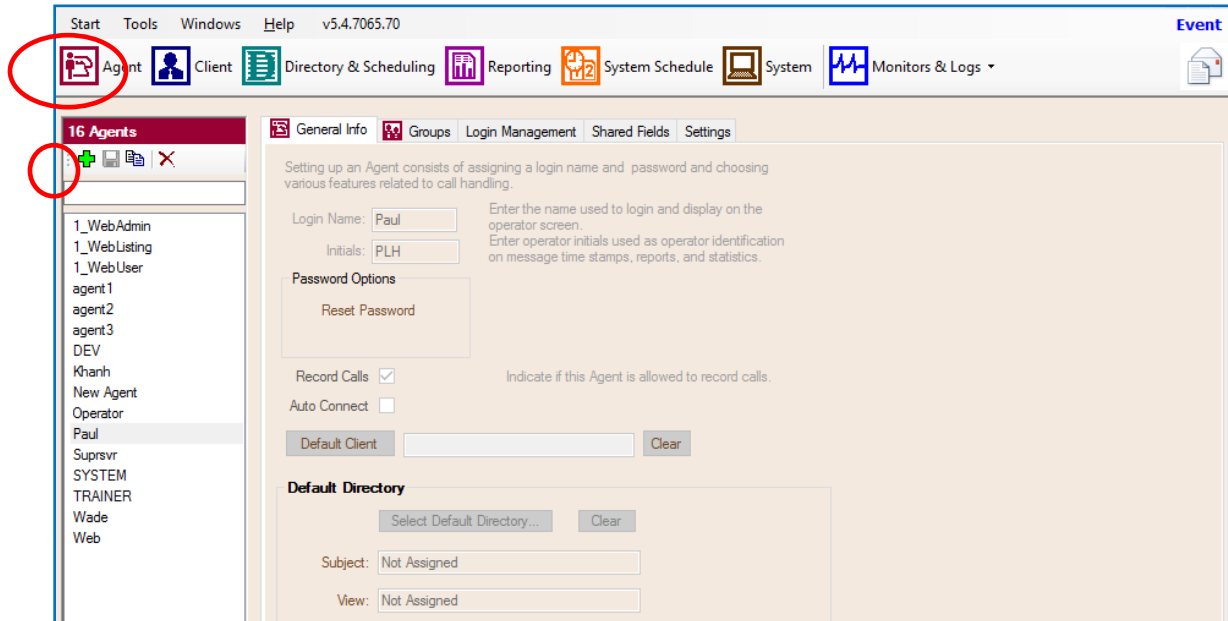 Start Tools Windows Help v5.4.7065.70 Event
Agent Client Directory & Scheduling Reporting System Schedule System Monitors & Logs
16 Agents
General Info Groups Login Management Shared Fields Settings
Setting up an Agent consists of assigning a login name and password and choosing
various features related to call handling.
Login Name: Paul
Enter the name used to login and display on the
operator screen.
Initials: PLH
Enter operator initials used as operator identification
on message time stamps, reports, and statistics.
Password Options
Reset Password
Record Calls Indicate if this Agent is allowed to record calls.
Auto Connect
Default Client Clear
Default Directory
Select Default Directory... Clear
Subject: Not Assigned
View: Not Assigned
1_WebAdmin
1_WebListing
1_WebUser
agent1
agent2
agent3
DEV
Khanh
New Agent
Operator
Paul
Suprsvr
SYSTEM
TRAINER
Wade
Web